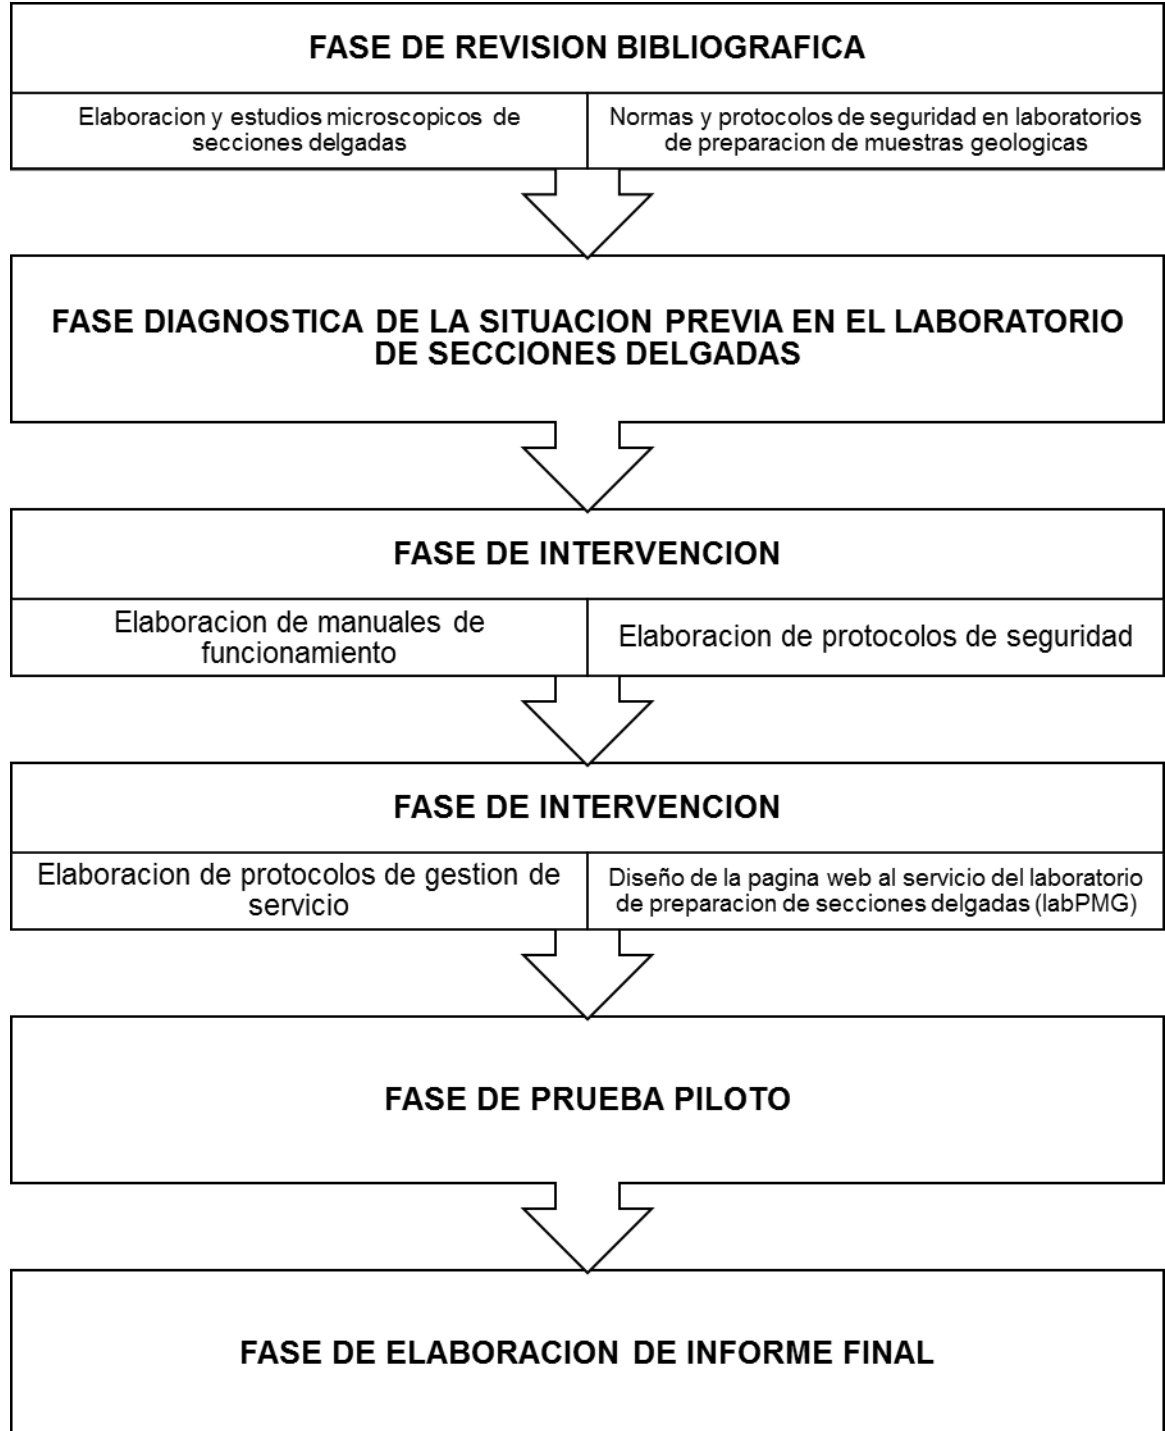 FASE DE REVISION BIBLIOGRAFICA
Elaboracion y estudios microscopicos de
secciones delgadas
Normas y protocolos de seguridad en laboratorios
de preparacion de muestras geologicas
FASE DIAGNOSTICA DE LA SITUACION PREVIA EN EL LABORATORIO
DE SECCIONES DELGADAS
FASE DE INTERVENCION
Elaboracion de manuales de
funcionamiento
Elaboracion de protocolos de seguridad
FASE DE INTERVENCION
Elaboracion de protocolos de gestion de
servicio
Diseño de la pagina web al servicio del laboratorio
de preparacion de secciones delgadas (labPMG)
FASE DE PRUEBA PILOTO
FASE DE ELABORACION DE INFORME FINAL